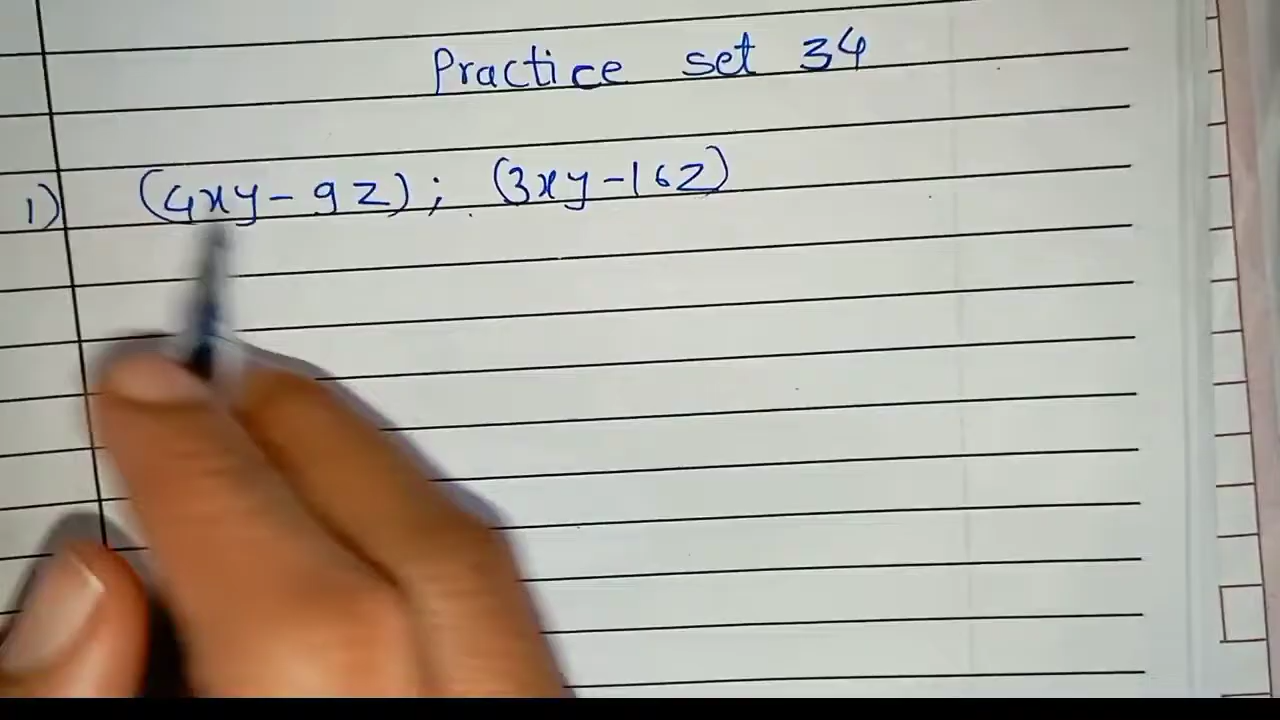 Practice set 34
1) (4xy - 9z); (3xy - 16z)